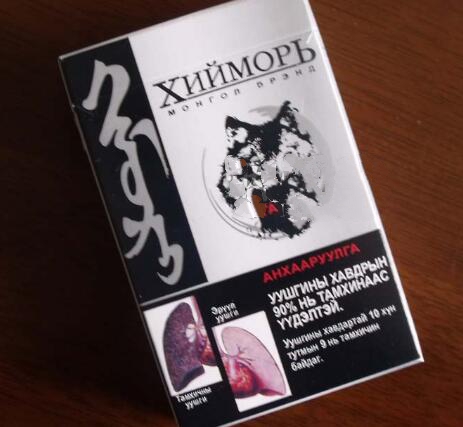 ХИЙМОРЬ
МОНГОЛ БРЭНД
АНХААРУУЛГА
УУШГИНЫ ХАВДРЫН
90% НЬ ТАМХИНААС
ҮҮДЭЛТЭЙ.
Уушгины хавдартай 10 хүн
тутмын 9 нь тамхичин
байдаг.
Эрүүл
уушги
Тамхичны
уушги